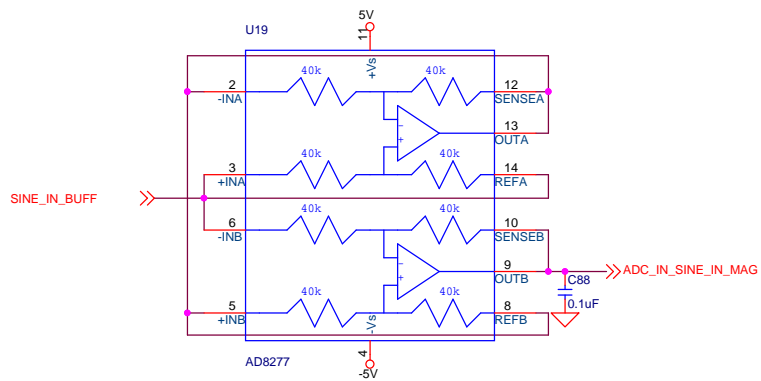 5V
U19
11
+Vs
40k
40k
2
-INA
12
SENSEA
−
+
13
OUTA
40k
40k
3
+INA
14
REFA
SINE_IN_BUFF
40k
40k
6
-INB
10
SENSEB
−
+
9
OUTB
ADC_IN_SINE_IN_MAG
C88
0.1uF
40k
40k
5
+INB
8
REFB
-Vs
4
AD8277
-5V